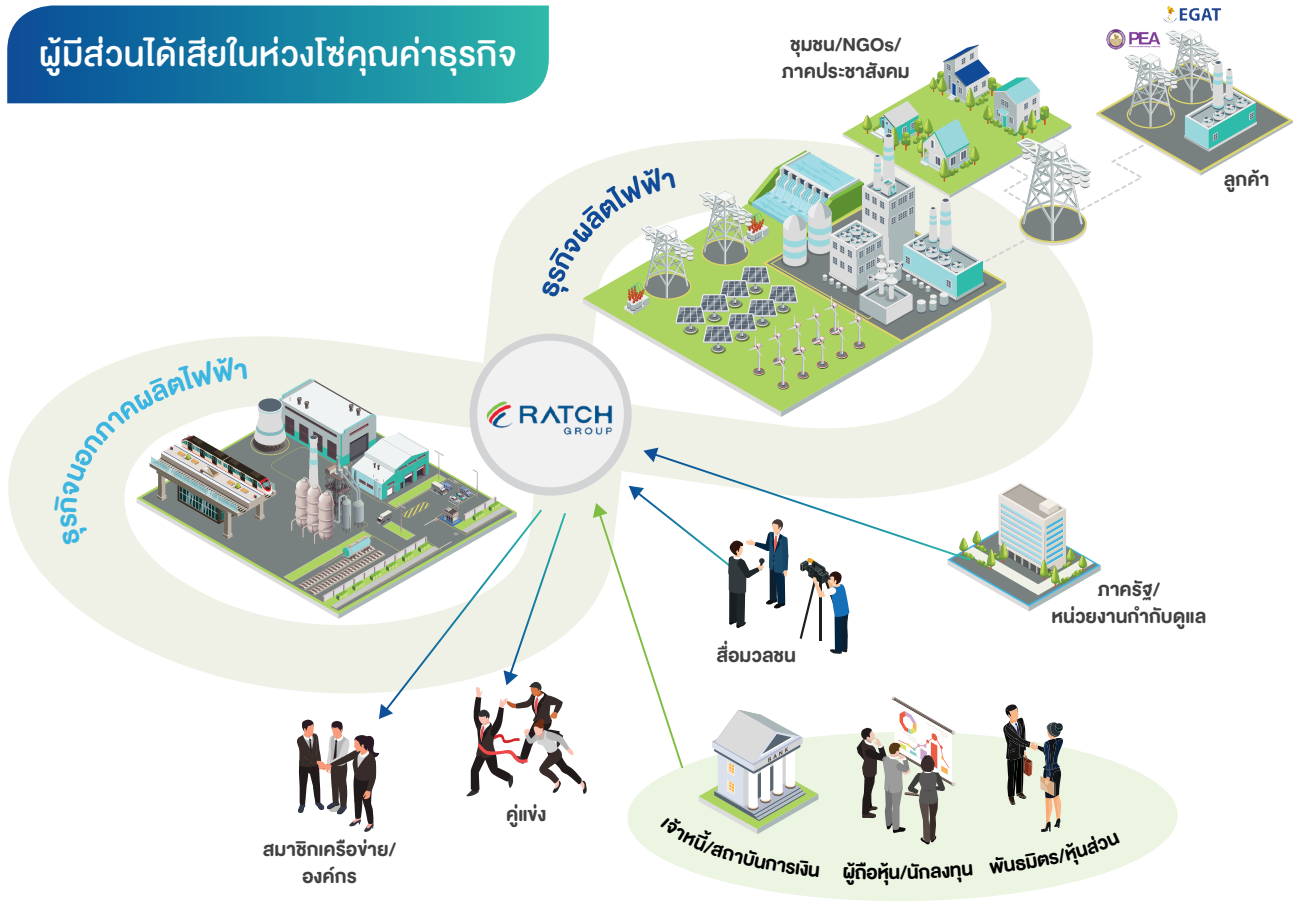 ผู้มีส่วนได้เสียในห่วงโซ่คุณค่าธุรกิจ
EGAT
PEA
ชุมชน/NGOs/
ภาคประชาสังคม
ลูกค้า
ธุรกิจผลิตไฟฟ้า
ธุรกิจนอกภาคผลิตไฟฟ้า
RATCH
GROUP
ภาครัฐ/
หน่วยงานกำกับดูแล
สื่อมวลชน
คู่แข่ง
สมาชิกเครือข่าย/
องค์กร
BANK
เจ้าหนี้/สถาบันการเงิน
ผู้ถือหุ้น/นักลงทุน
พันธมิตร/หุ้นส่วน